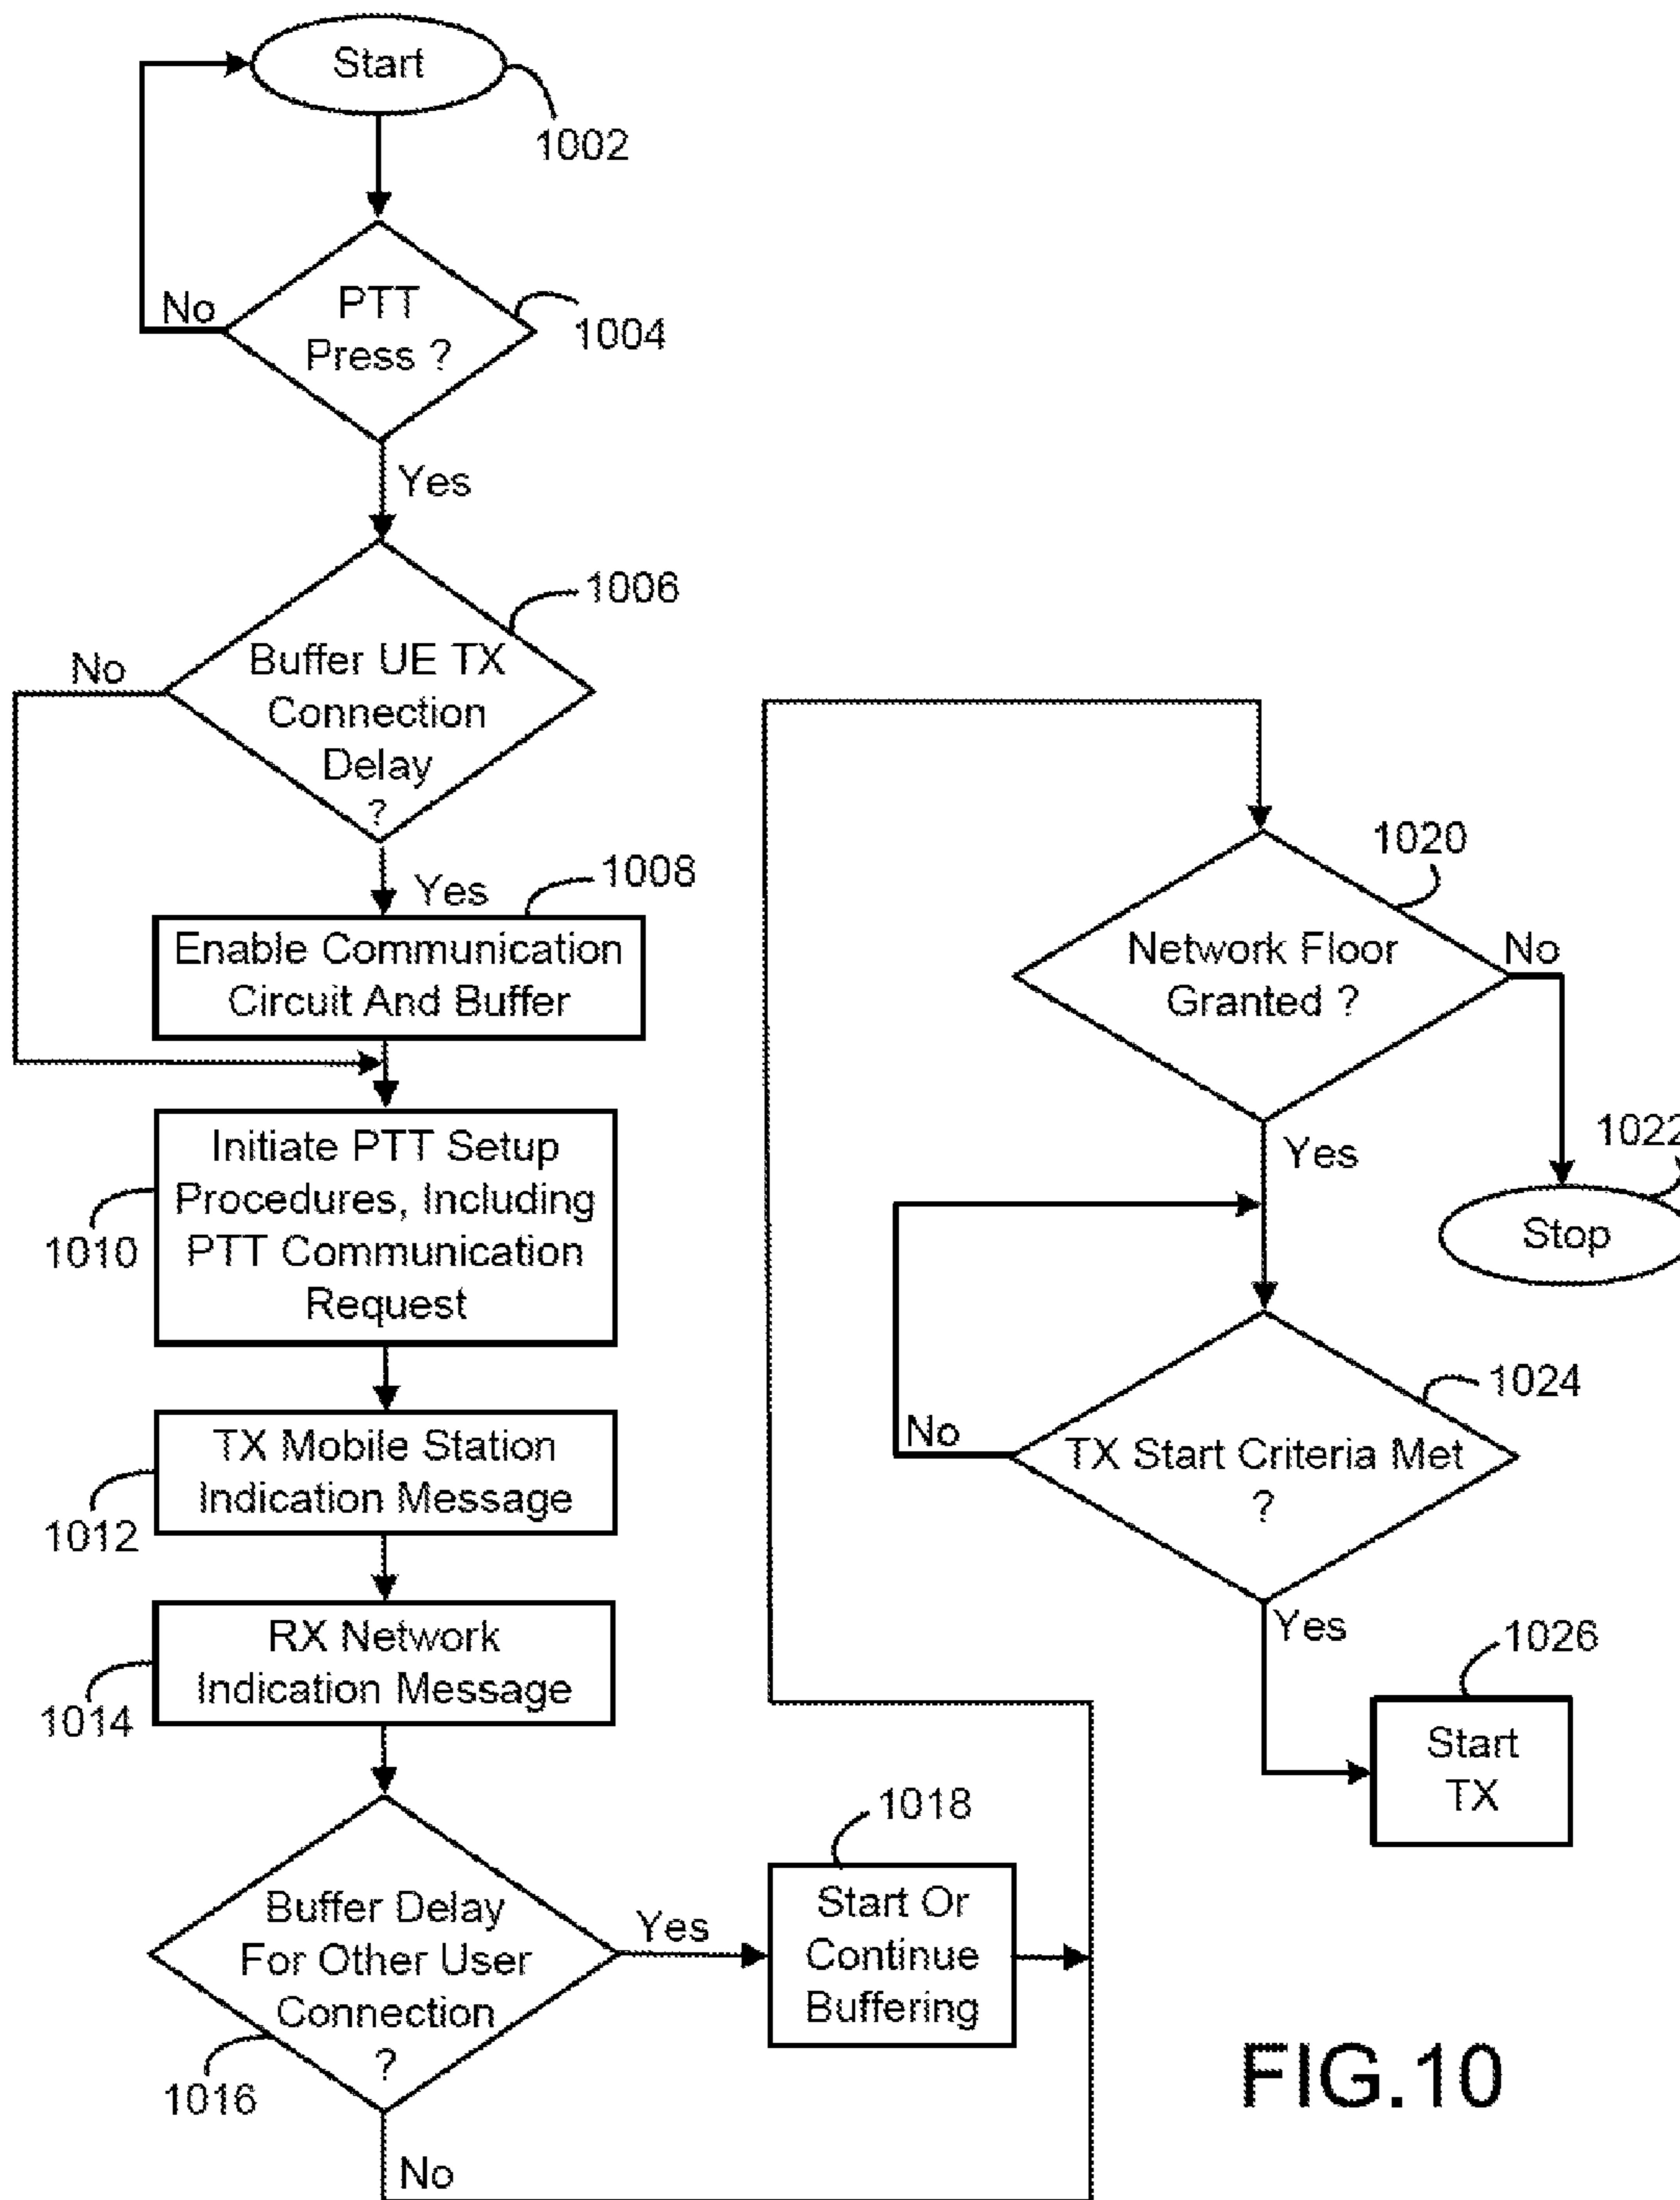 Start
1002
PTT
Press ?
1004
No
Yes
1006
Buffer UE TX
Connection
Delay
?
No
Yes
1008
Enable Communication
Circuit And Buffer
Initiate PTT Setup
Procedures, Including
PTT Communication
Request
1010
TX Mobile Station
Indication Message
1012
RX Network
Indication Message
1014
Buffer Delay
For Other User
Connection
?
1016
Yes
No
1018
Start Or
Continue
Buffering
1020
Network Floor
Granted ?
No
Yes
1022
Stop
1024
TX Start Criteria Met
?
No
Yes
1026
Start
TX
FIG.10